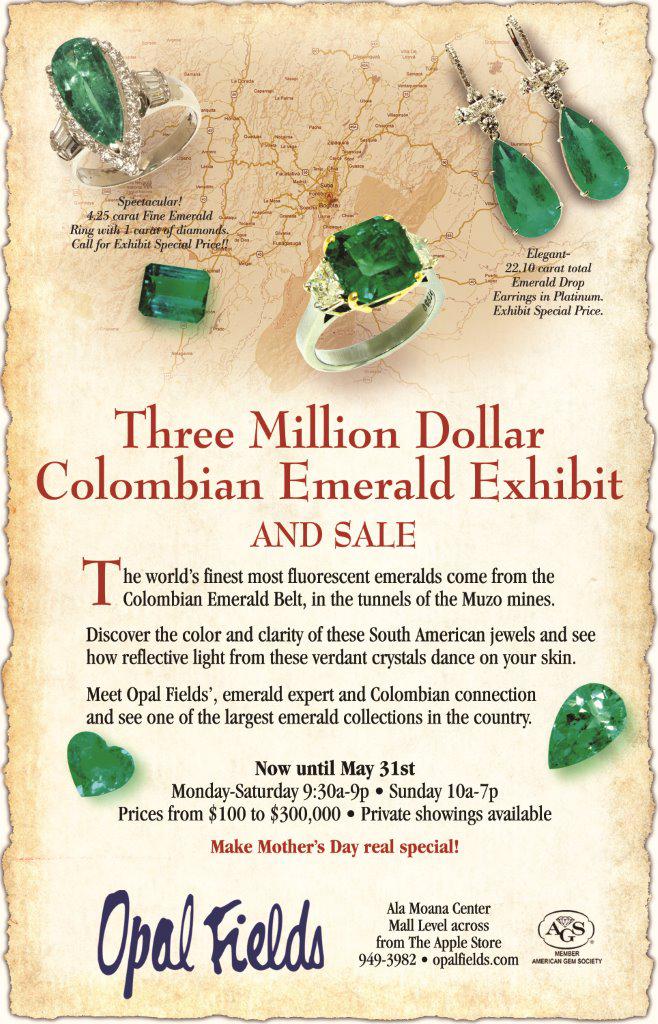 Spectacular!
4.25 carat Fine Emerald
Ring with 1 carat of diamonds.
Call for Exhibit Special Price!!
Elegant-
22.10 carat total
Emerald Drop
Earrings in Platinum.
Exhibit Special Price.
Three Million Dollar
Colombian Emerald Exhibit
AND SALE
The world's finest most fluorescent emeralds come from the
Colombian Emerald Belt, in the tunnels of the Muzo mines.
Discover the color and clarity of these South American jewels and see
how reflective light from these verdant crystals dance on your skin.
Meet Opal Fields', emerald expert and Colombian connection
and see one of the largest emerald collections in the country.
Now until May 31st
Monday-Saturday 9:30a-9p • Sunday 10a-7p
Prices from $100 to $300,000 • Private showings available
Make Mother's Day real special!
Opal Fields
Ala Moana Center
Mall Level across
from The Apple Store
949-3982 • opalfields.com
AGS
MEMBER
AMERICAN GEM SOCIETY